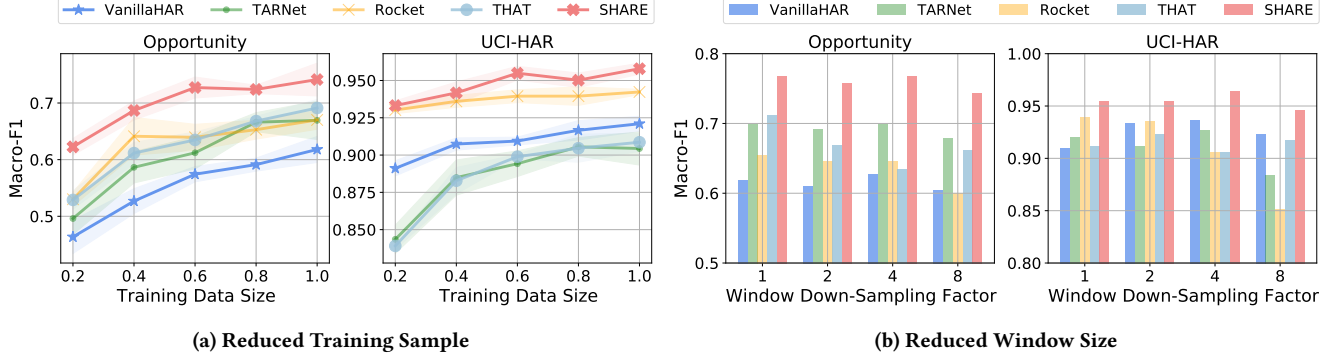 VanillaHAR TARNet Rocket THAT SHARE
Opportunity
Macro-F1
0.7
0.6
0.5
0.2 0.4 0.6 0.8 1.0
Training Data Size
UCI-HAR
0.950
0.925
0.900
0.875
0.850
0.2 0.4 0.6 0.8 1.0
Training Data Size
(a) Reduced Training Sample
VanillaHAR TARNet Rocket THAT SHARE
Opportunity
Macro-F1
0.8
0.7
0.6
0.5
1 2 4 8
Window Down-Sampling Factor
UCI-HAR
1.00
0.95
0.90
0.85
0.80
1 2 4 8
Window Down-Sampling Factor
(b) Reduced Window Size